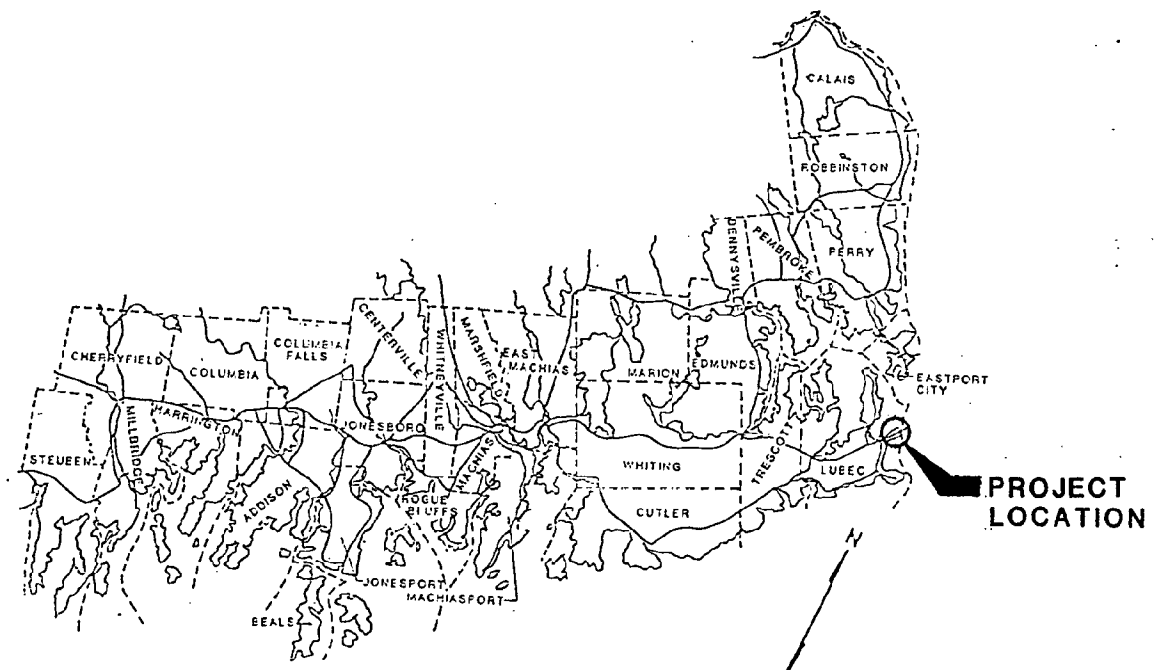 CALAIS
ROBBINSTON
DENNYSVILLE
PEMBROKE
PERRY
CHERRYFIELD
COLUMBIA
COLUMBIA
FALLS
CENTERVILLE
WHITNEYVILLE
MARSHFIELD
EAST
MACHIAS
MARION
EDMUNDS
EASTPORT
CITY
STEUBEN
MILLBRIDGE
HARRINGTON
ADDISON
JONESBORO
ROGUE
BLUFFS
MACHIAS
WHITING
TRESCOTT
LUBEC
CUTLER
PROJECT
LOCATION
JONESPORT
MACHIASPORT
BEALS
N